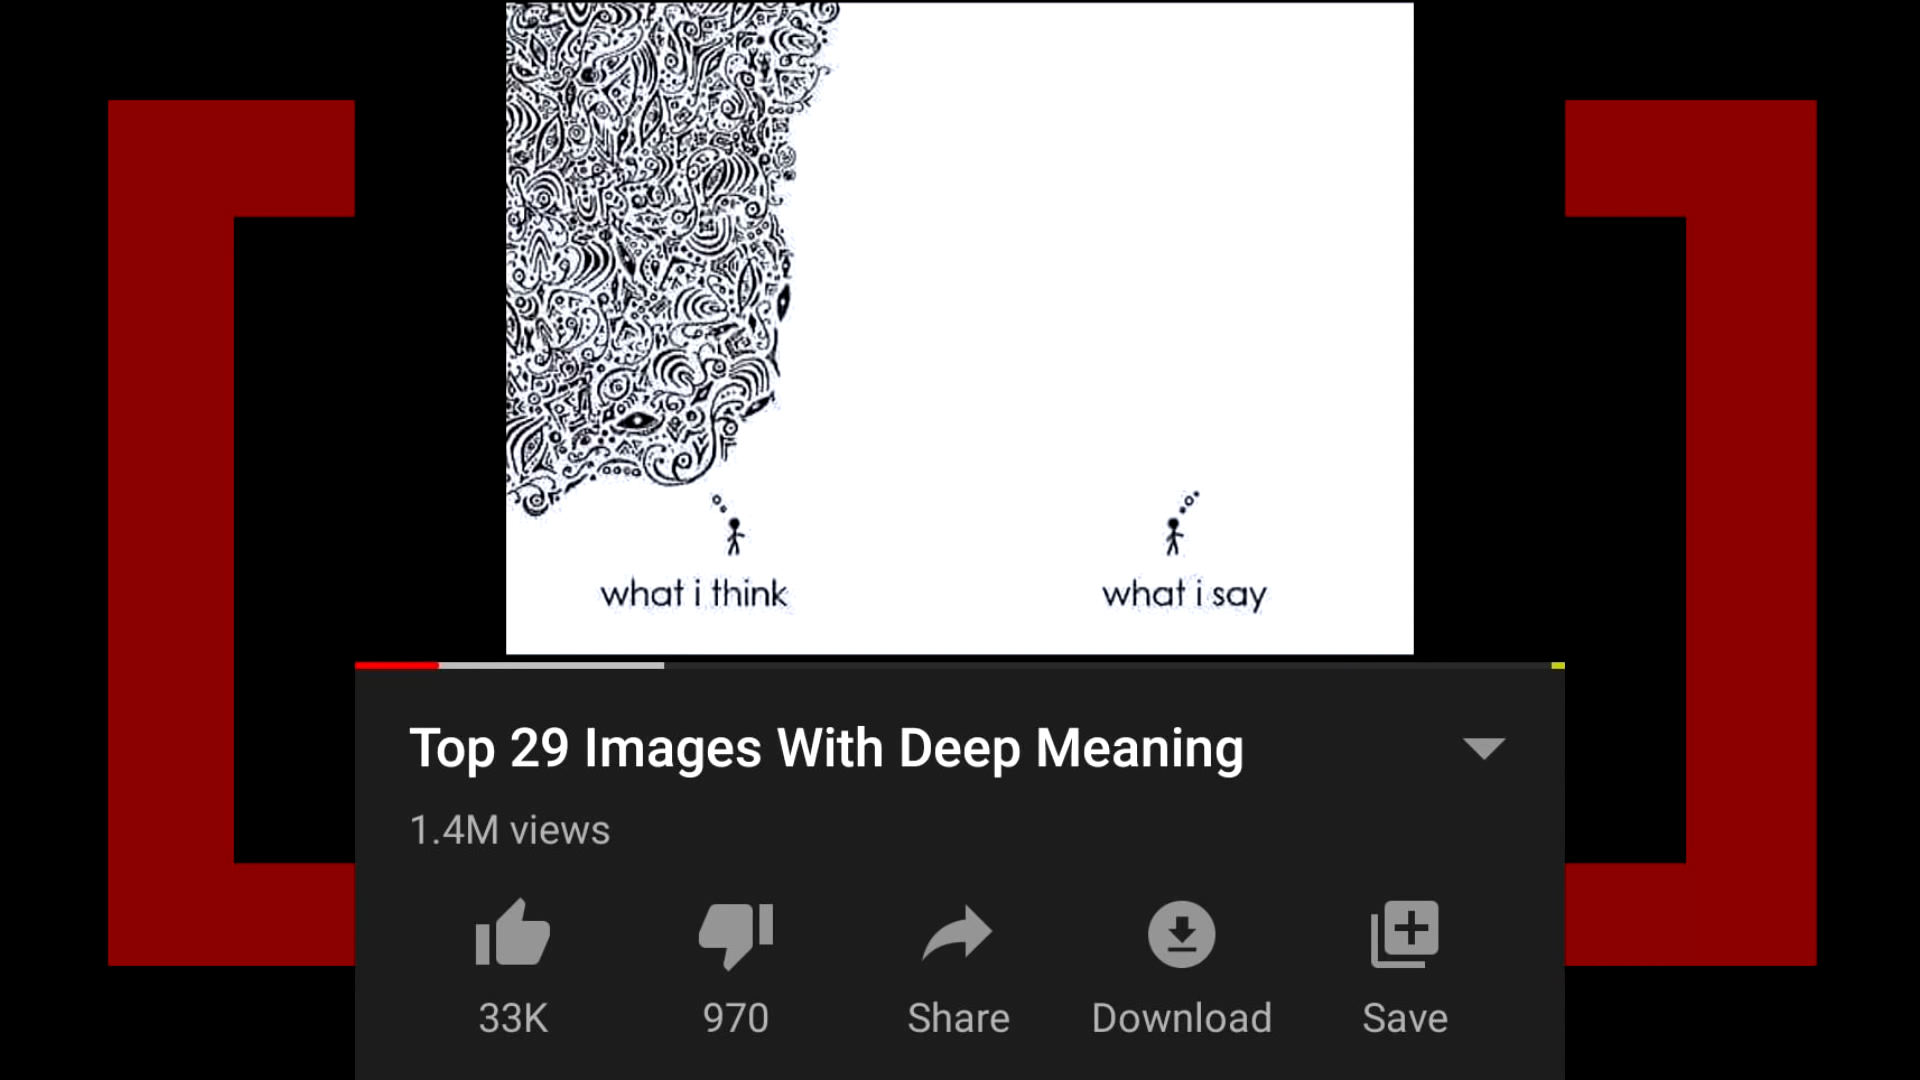 what i think
what i say
Top 29 Images With Deep Meaning
1.4M views
33K
970
Share
Download
Save